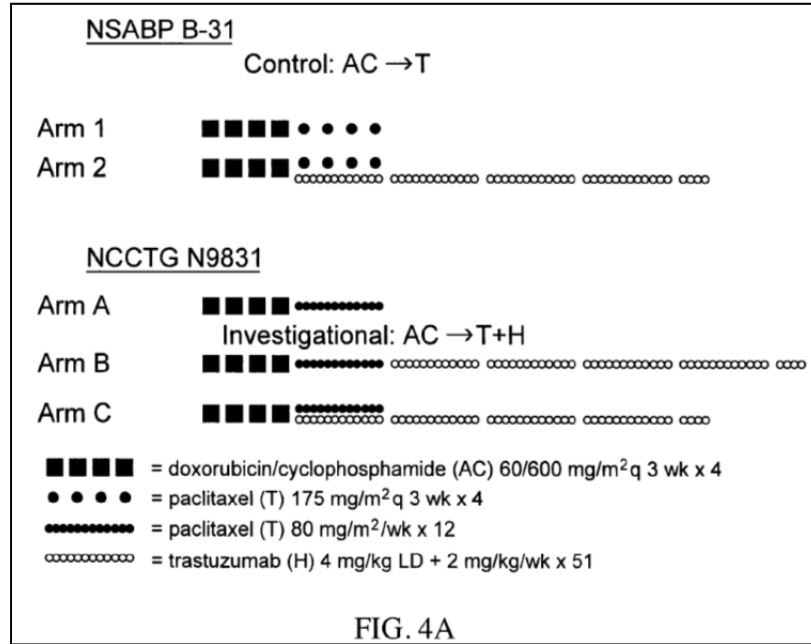 NSABP B-31
Control: AC →T
Arm 1
Arm 2
NCCTG N9831
Arm A
Investigational: AC →T+H
Arm B
Arm C
= doxorubicin/cyclophosphamide (AC) 60/600 mg/m²q 3 wk x 4
= paclitaxel (T) 175 mg/m²q 3 wk x 4
= paclitaxel (T) 80 mg/m²/wk x 12
= trastuzumab (H) 4 mg/kg LD + 2 mg/kg/wk x 51
FIG. 4A